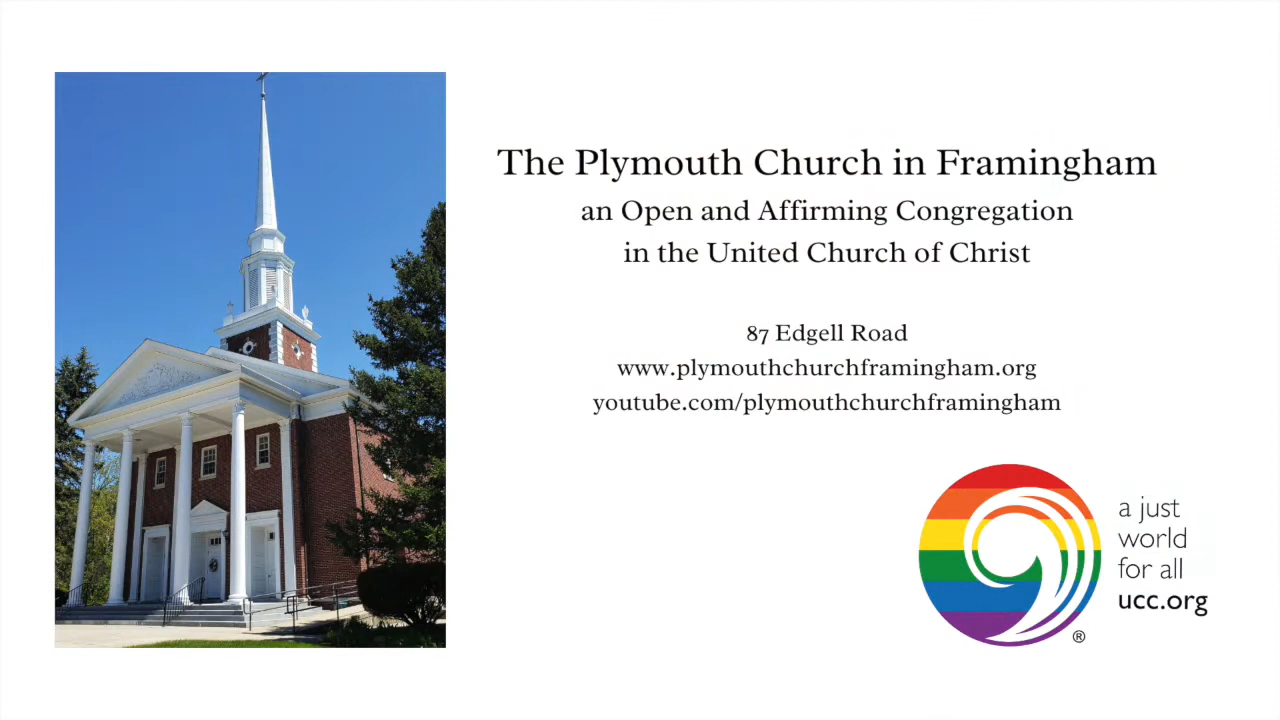 The Plymouth Church in Framingham
an Open and Affirming Congregation
in the United Church of Christ
87 Edgell Road
www.plymouthchurchframingham.org
youtube.com/plymouthchurchframingham
a just
world
for all
ucc.org
®